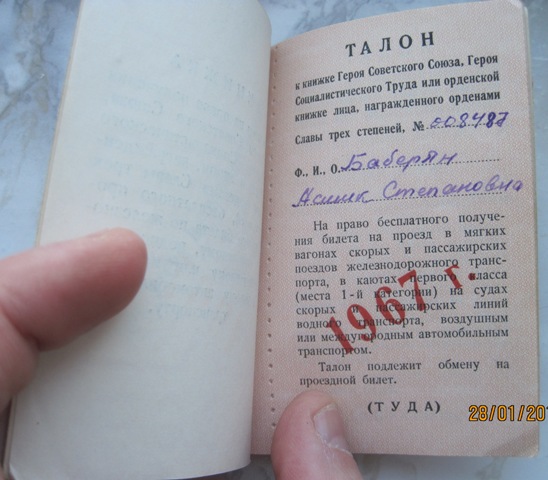 ТАЛОН
к книжке Героя Советского Союза, Героя
Социалистического Труда или орденской
книжке лица, награжденного орденами
Славы трех степеней, № 008487
Ф., И., О. Баберян
Асмик Степановна
На право бесплатного получе-
ния билета на проезд в мягких
вагонах скорых и пассажирских
поездов железнодорожного транс-
порта, в каютах первого класса
(места 1-й категории) на судах
скорых и пассажирских линий
водного транспорта, воздушным
или междугородным автомобильным
транспортом.
1967 г.
Талон подлежит обмену на
проездной билет.
(ТУДА)
28/01/201